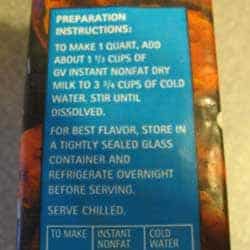 PREPARATION
INSTRUCTIONS:
TO MAKE 1 QUART, ADD
ABOUT 1 1/3 CUPS OF
GV INSTANT NONFAT DRY
MILK TO 3 3/4 CUPS OF COLD
WATER. STIR UNTIL
DISSOLVED.
FOR BEST FLAVOR, STORE IN
A TIGHTLY SEALED GLASS
CONTAINER AND
REFRIGERATE OVERNIGHT
BEFORE SERVING.
SERVE CHILLED.
TO MAKE INSTANT COLD
NONFAT WATER